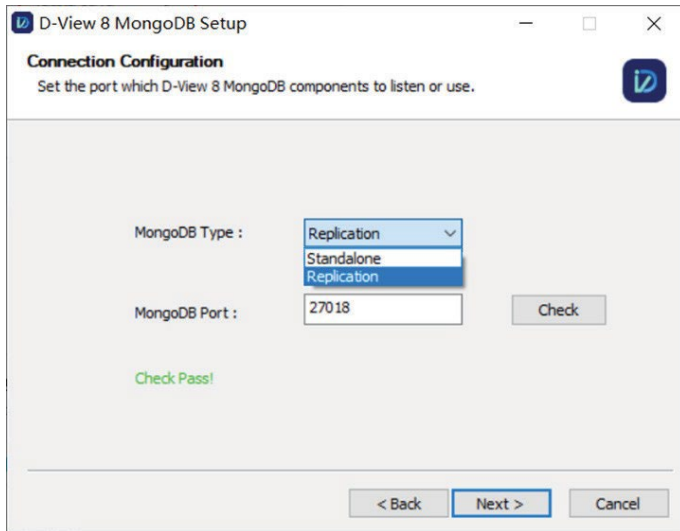 D-View 8 MongoDB Setup
Connection Configuration
Set the port which D-View 8 MongoDB components to listen or use.
MongoDB Type :
Replication
Standalone
Replication
MongoDB Port :
27018
Check
Check Pass!
< Back
Next >
Cancel